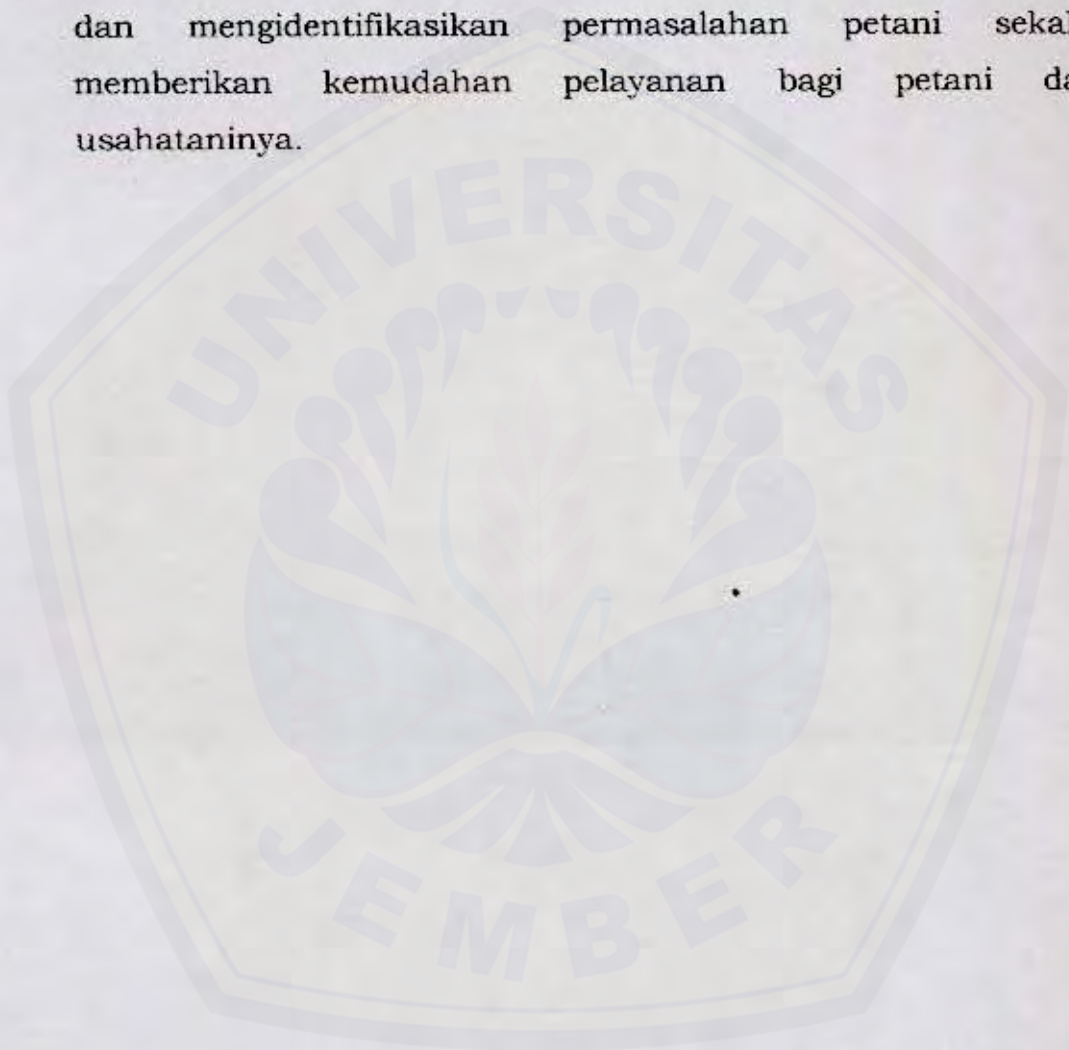 dan mengidentifikasikan permasalahan petani sekal
memberikan kemudahan pelayanan bagi petani da
usahataninya.
UNIVERSITAS
JEMBER